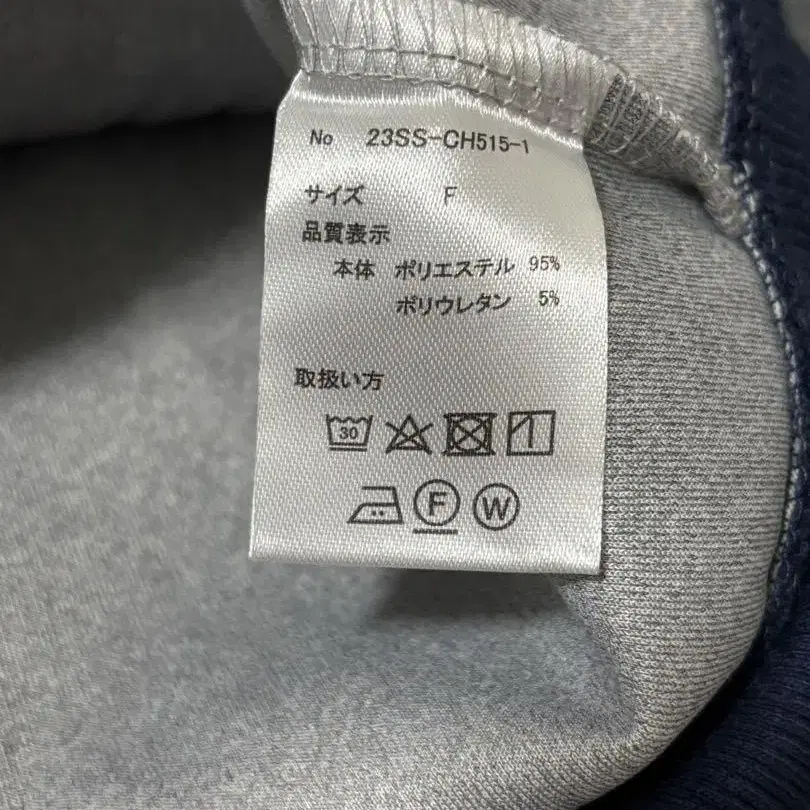 No 23SS-CH515-1
サイズ F
品質表示
本体 ポリエステル 95%
ポリウレタン 5%
取扱い方
30
F W